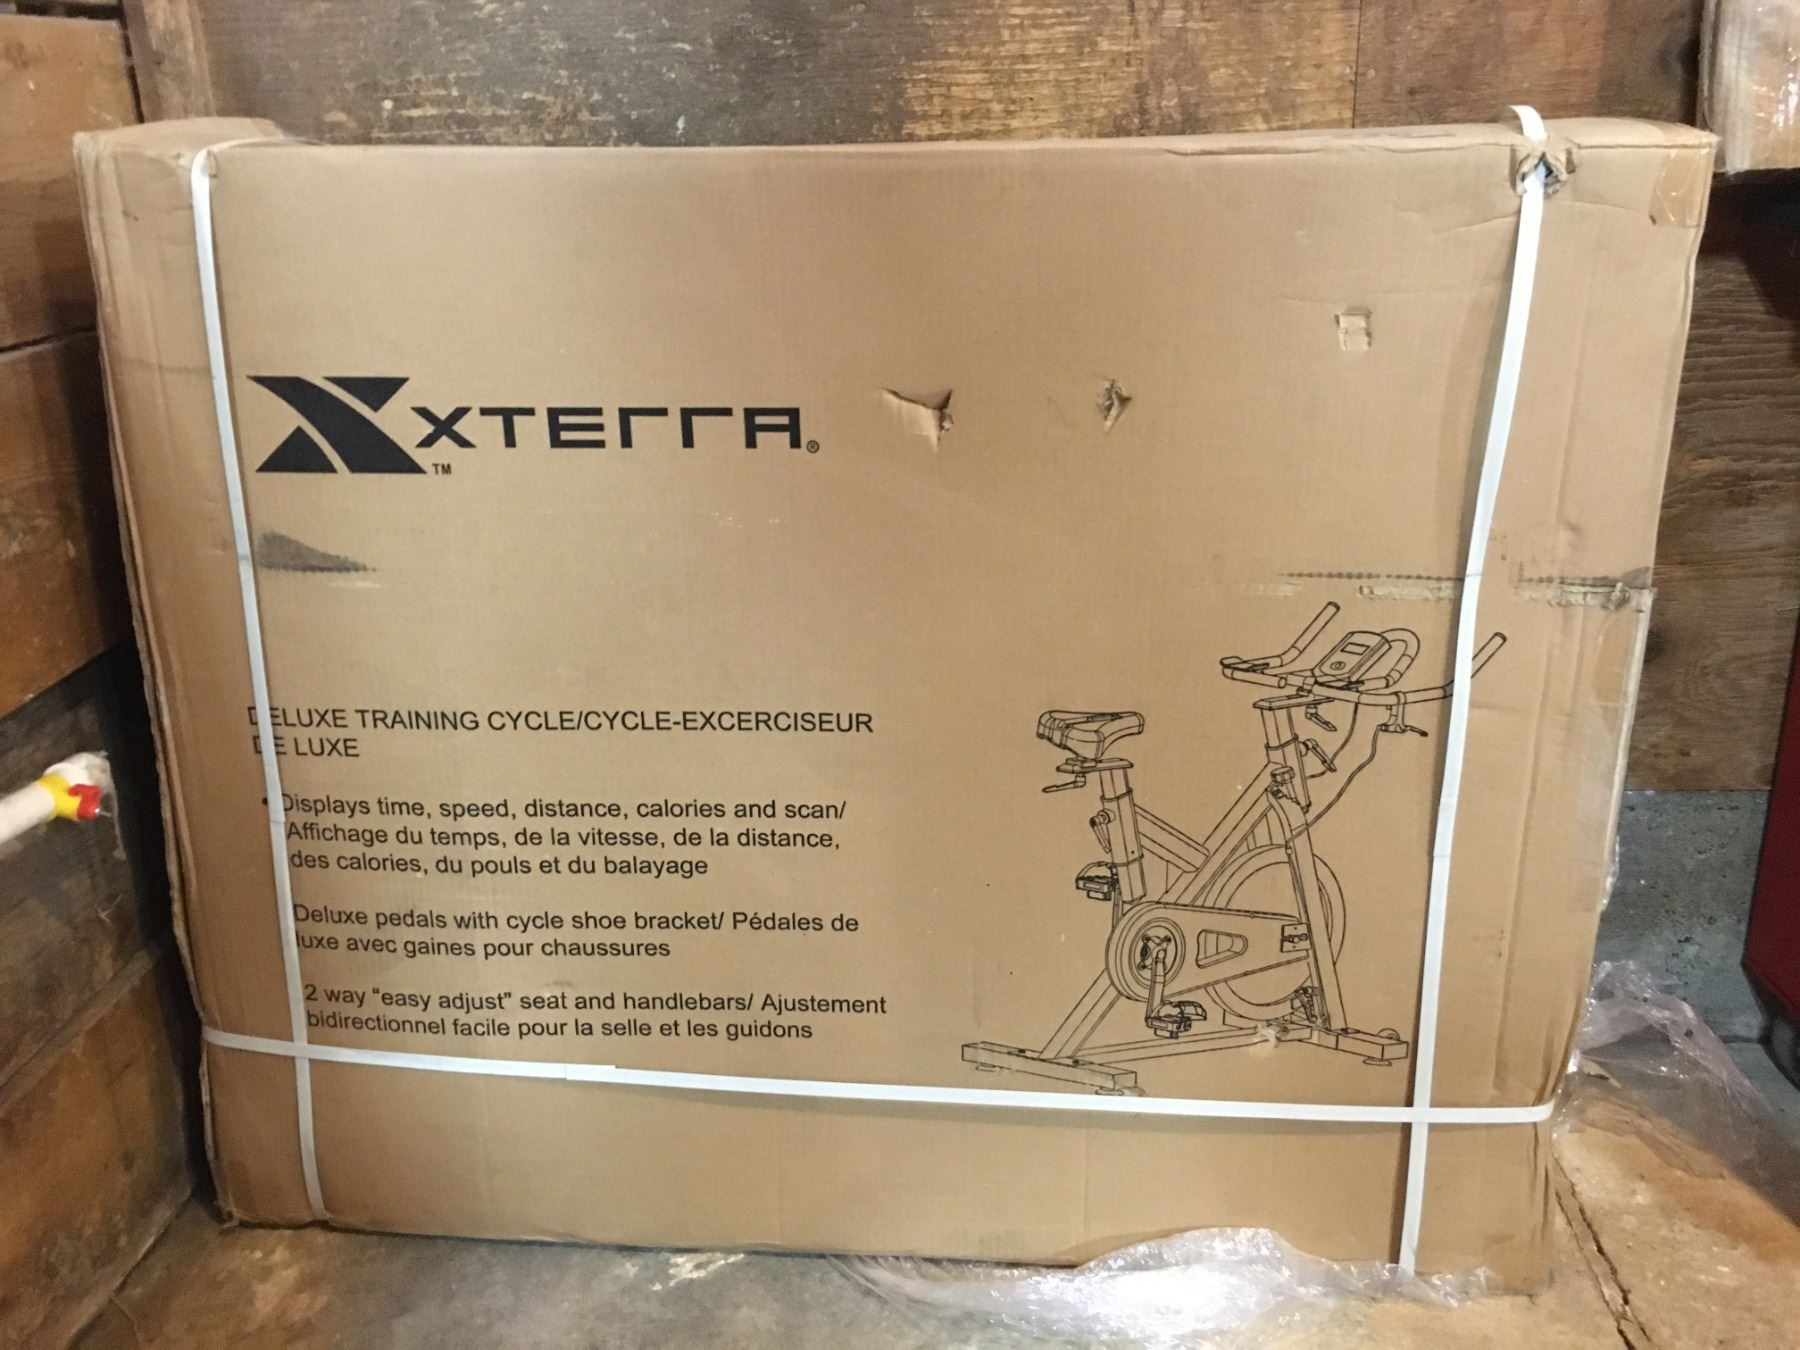 XTERRA®
TM
DELUXE TRAINING CYCLE/CYCLE-EXCERCISEUR
DE LUXE
• Displays time, speed, distance, calories and scan/
Affichage du temps, de la vitesse, de la distance,
des calories, du pouls et du balayage
Deluxe pedals with cycle shoe bracket/ Pédales de
luxe avec gaines pour chaussures
2 way "easy adjust" seat and handlebars/ Ajustement
bidirectionnel facile pour la selle et les guidons